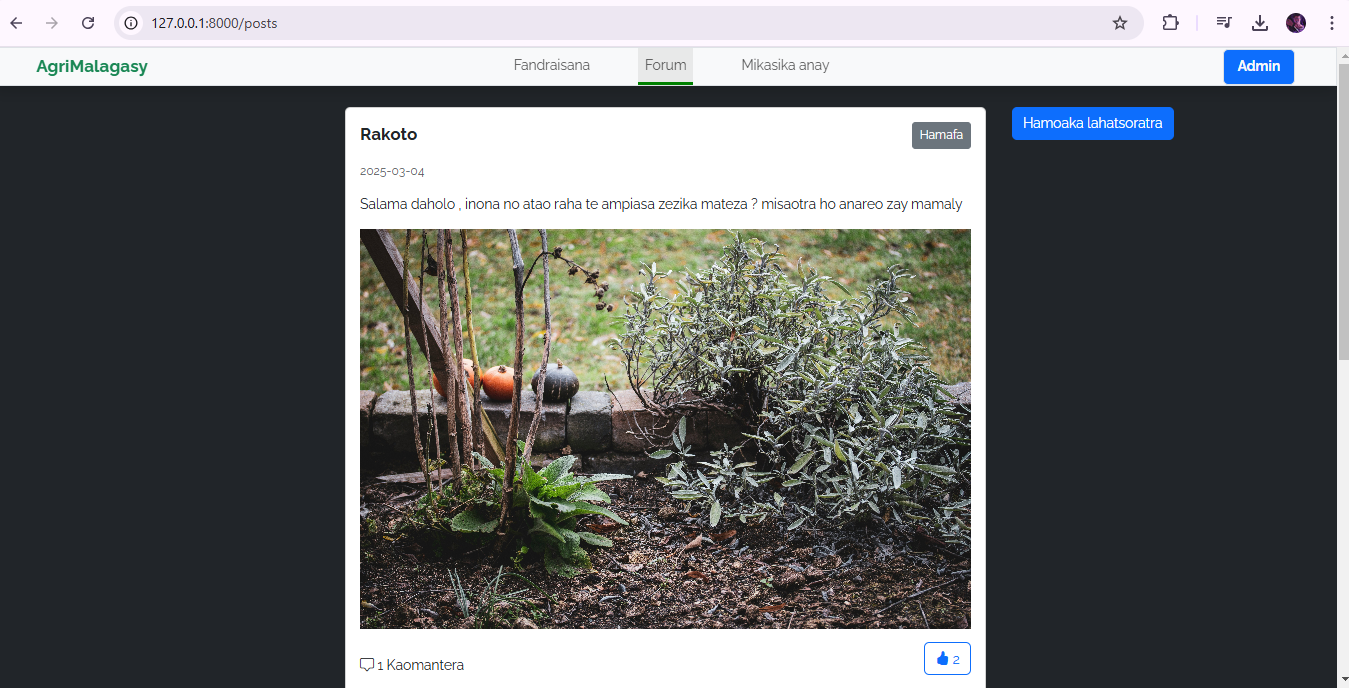 127.0.0.1:8000/posts
AgriMalagasy
Fandraisana
Forum
Mikasika anay
Admin
Rakoto
Hamafa
Hamoaka lahatsoratra
2025-03-04
Salama daholo , inona no atao raha te ampiasa zezika mateza ? misaotra ho anareo zay mamaly
1 Kaomantera
2